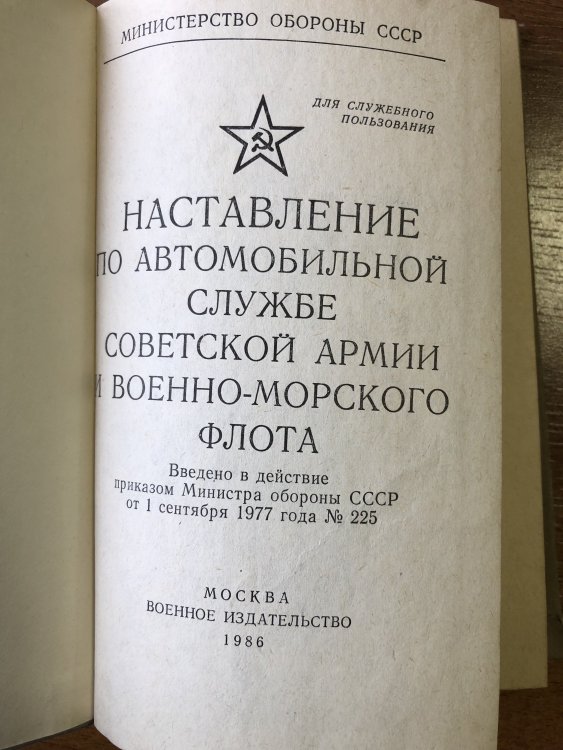 МИНИСТЕРСТВО ОБОРОНЫ СССР
ДЛЯ СЛУЖЕБНОГО
ПОЛЬЗОВАНИЯ
НАСТАВЛЕНИЕ
ПО АВТОМОБИЛЬНОЙ
СЛУЖБЕ
СОВЕТСКОЙ АРМИИ
И ВОЕННО-МОРСКОГО
ФЛОТА
Введено в действие
приказом Министра обороны СССР
от 1 сентября 1977 года № 225
МОСКВА
ВОЕННОЕ ИЗДАТЕЛЬСТВО
1986